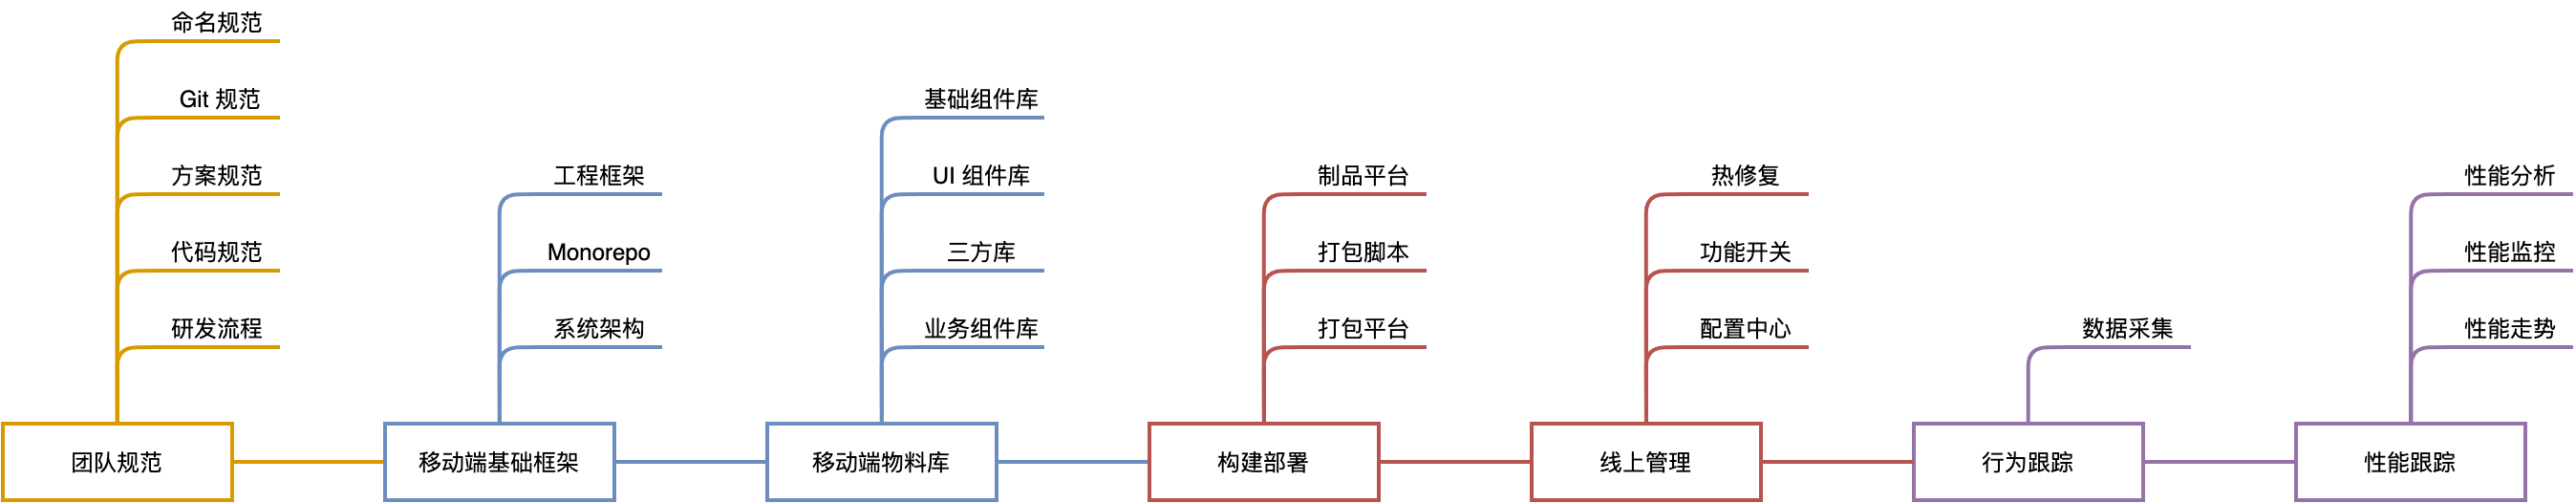 命名规范
Git 规范
方案规范
代码规范
研发流程
团队规范
工程框架
Monorepo
系统架构
移动端基础框架
基础组件库
UI 组件库
三方库
业务组件库
移动端物料库
制品平台
打包脚本
打包平台
构建部署
热修复
功能开关
配置中心
线上管理
数据采集
行为跟踪
性能分析
性能监控
性能走势
性能跟踪